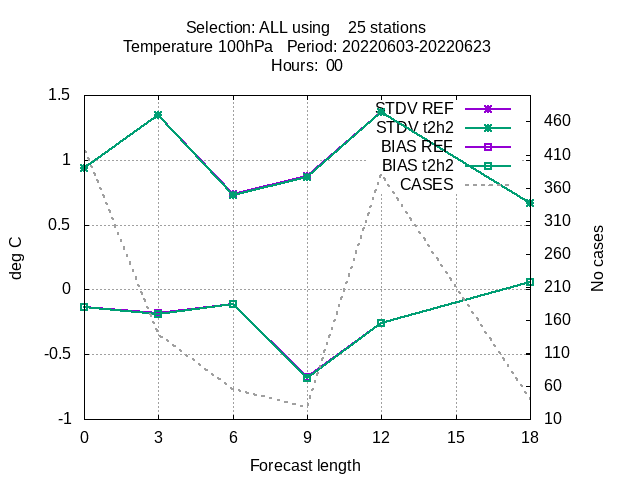 Selection: ALL using 25 stations
Temperature 100hPa Period: 20220603-20220623
Hours: 00
STDV REF
STDV t2h2
BIAS REF
BIAS t2h2
CASES
1.5
1
0.5
0
-0.5
-1
deg C
460
410
360
310
260
210
160
110
60
10
No cases
0 3 6 9 12 15 18
Forecast length